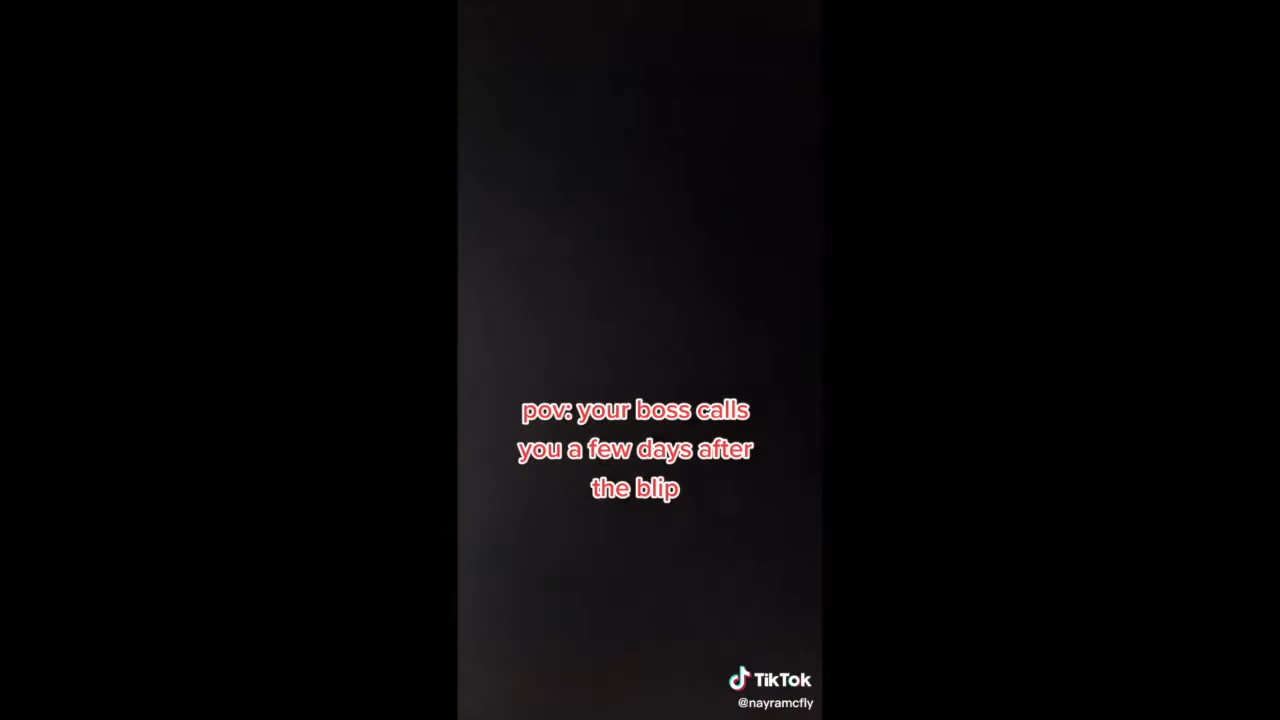 pov: your boss calls
you a few days after
the blip
TikTok
@nayramcfly